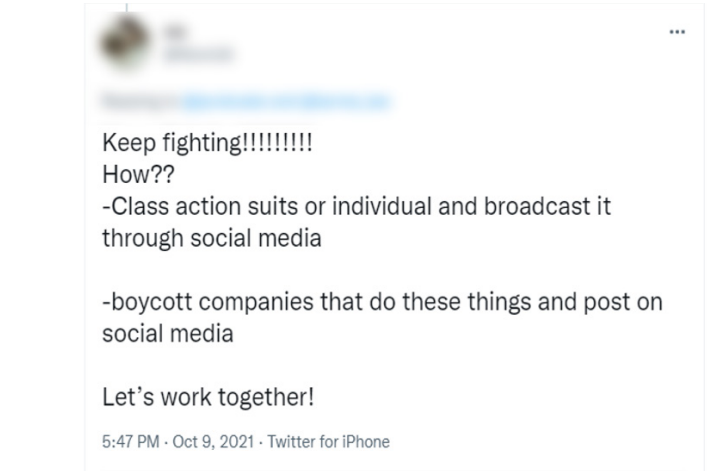 Keep fighting!!!!!!!!!
How??
-Class action suits or individual and broadcast it
through social media
-boycott companies that do these things and post on
social media
Let’s work together!
5:47 PM · Oct 9, 2021 · Twitter for iPhone